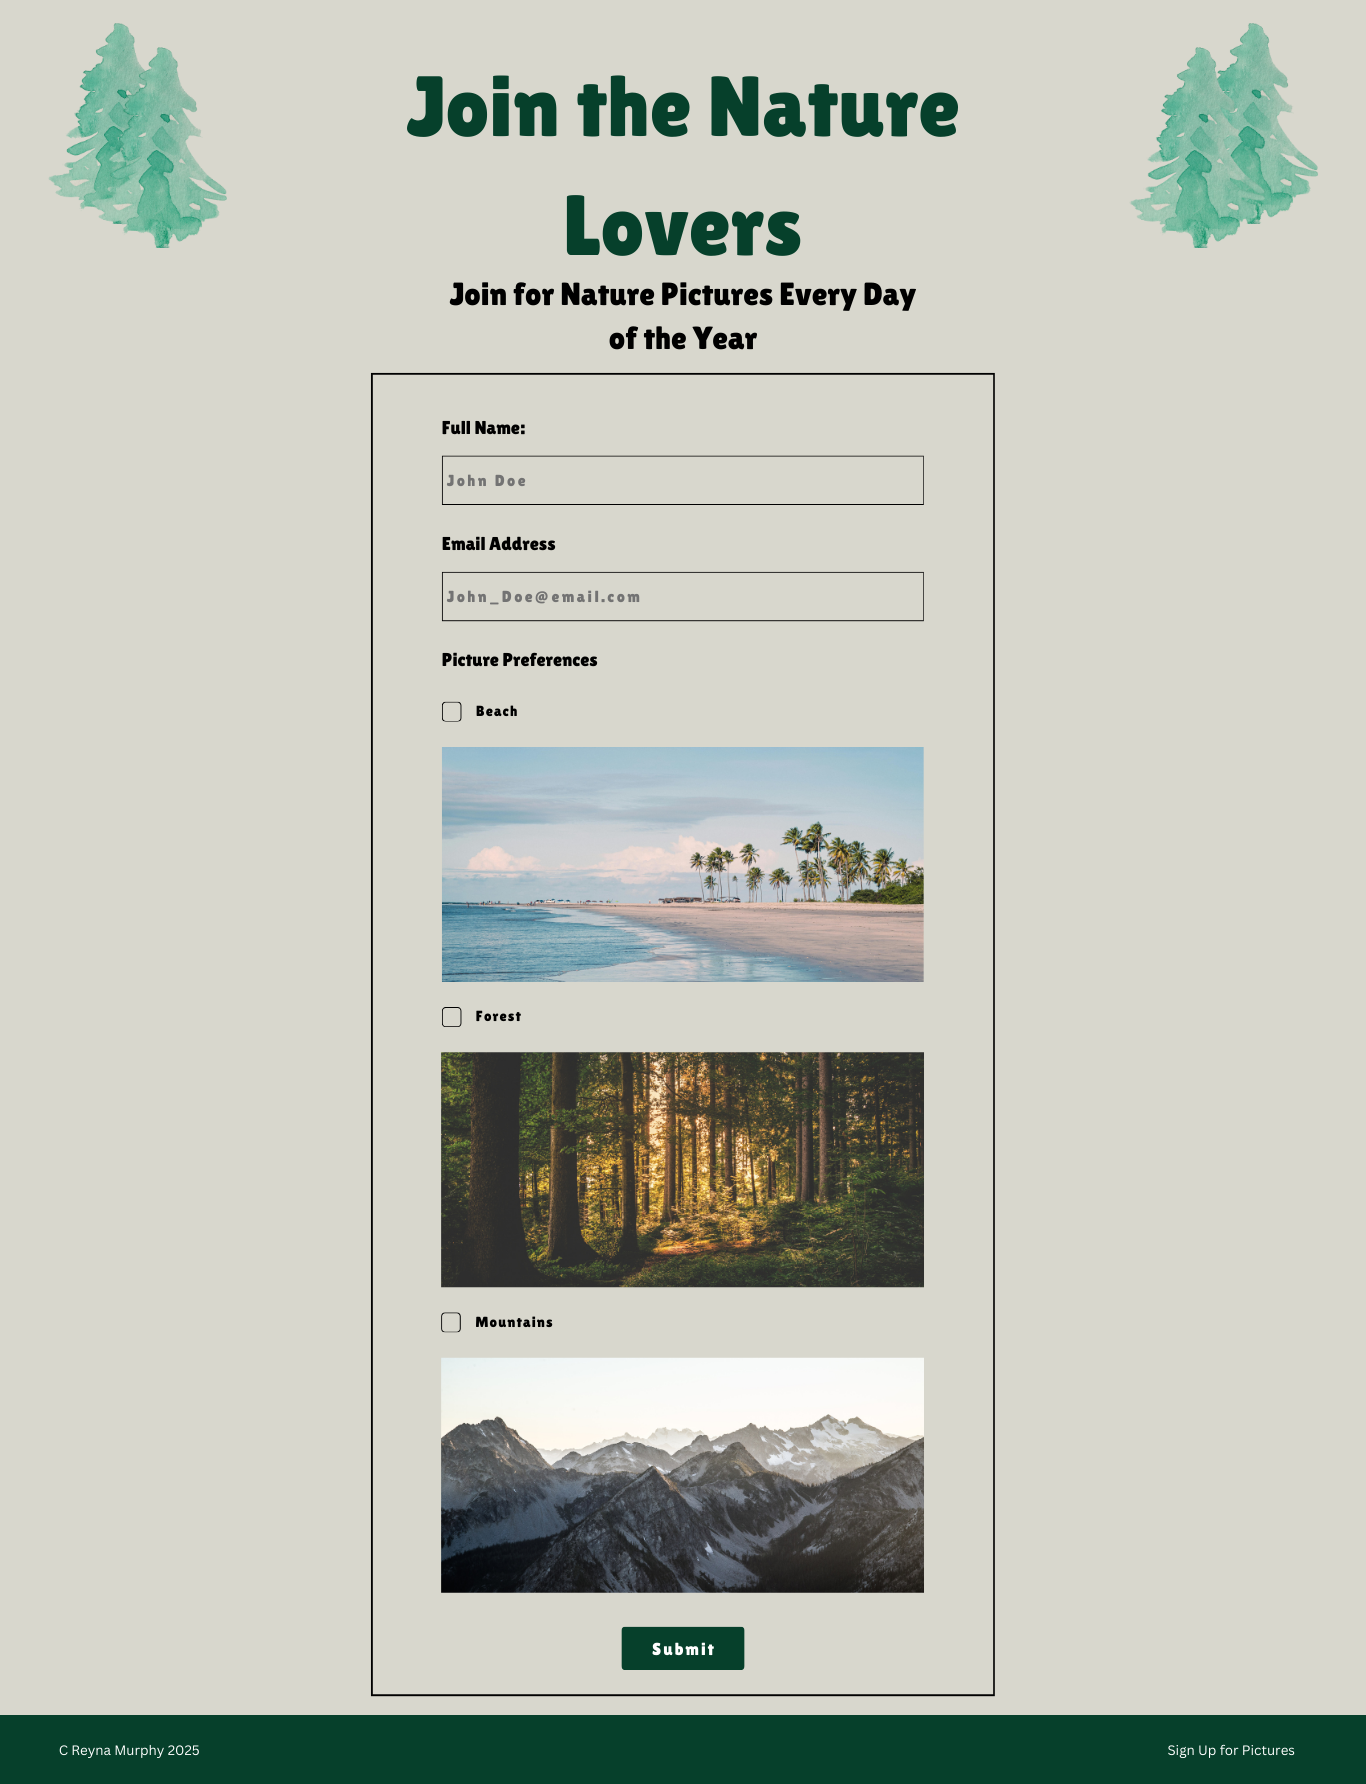 Join the Nature
Lovers
Join for Nature Pictures Every Day
of the Year
Full Name:
John Doe
Email Address
John_Doe@email.com
Picture Preferences
Beach
Forest
Mountains
Submit
C Reyna Murphy 2025
Sign Up for Pictures